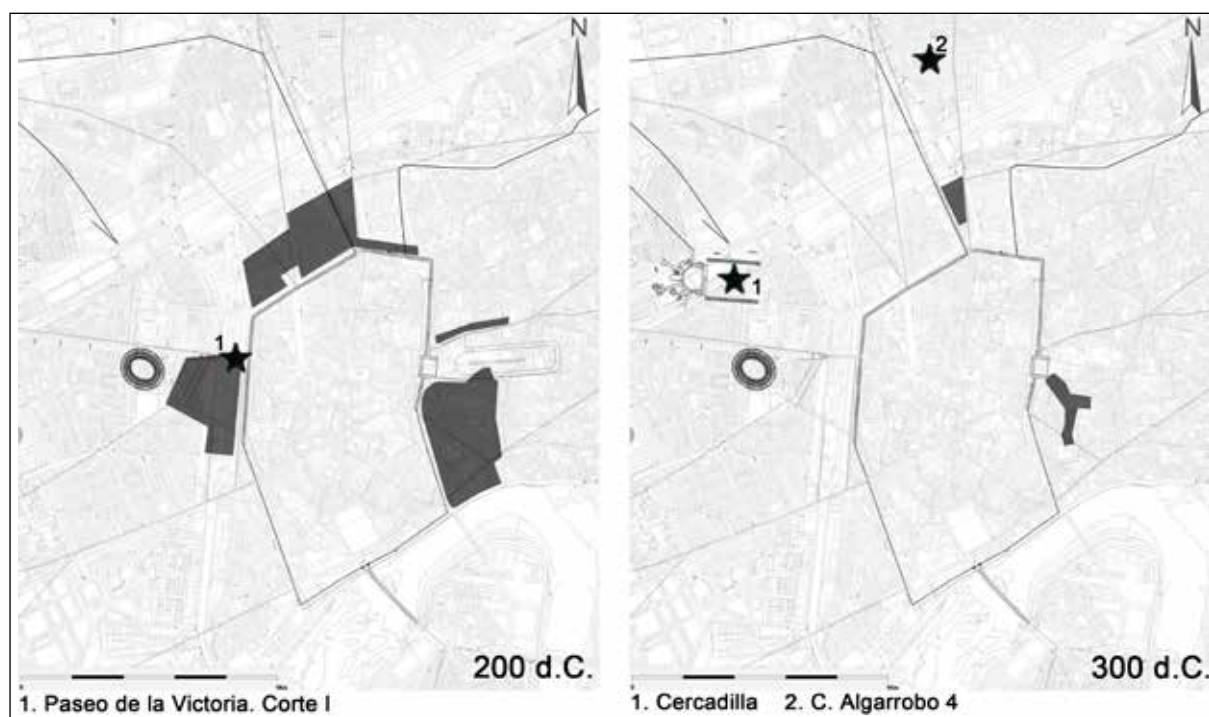 N
1
200 d.C.
1. Paseo de la Victoria. Corte I
N
2
1
300 d.C.
1. Cercadilla 2. C. Algarrobo 4